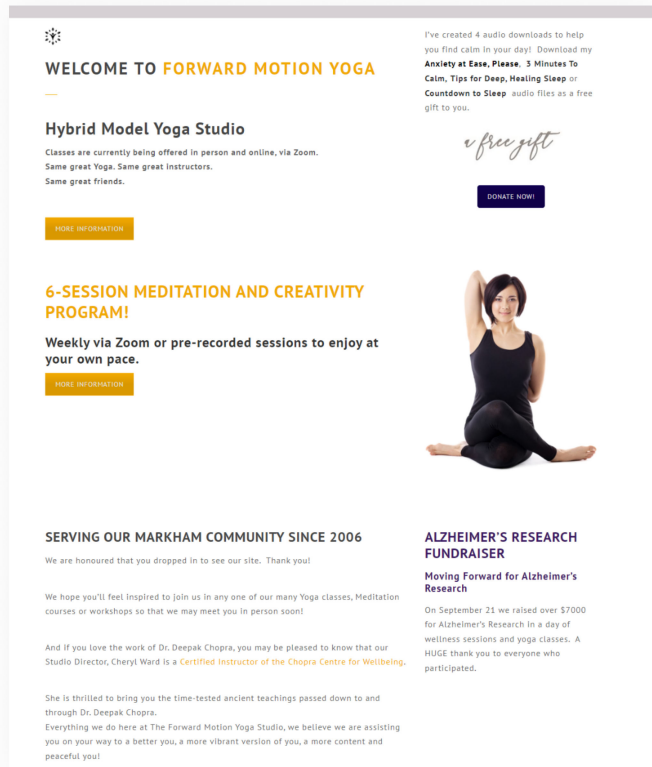 WELCOME TO FORWARD MOTION YOGA
Hybrid Model Yoga Studio
Classes are currently being offered in person and online, via Zoom.
Same great Yoga. Same great instructors.
Same great friends.
MORE INFORMATION
I've created 4 audio downloads to help
you find calm in your day!  Download my
Anxiety at Ease, Please,  3 Minutes To
Calm, Tips for Deep, Healing Sleep or
Countdown to Sleep  audio files as a free
gift to you.
a free gift
DONATE NOW!
6-SESSION MEDITATION AND CREATIVITY
PROGRAM!
Weekly via Zoom or pre-recorded sessions to enjoy at
your own pace.
MORE INFORMATION
SERVING OUR MARKHAM COMMUNITY SINCE 2006
We are honoured that you dropped in to see our site.  Thank you!
We hope you'll feel inspired to join us in any one of our many Yoga classes, Meditation
courses or workshops so that we may meet you in person soon!
And if you love the work of Dr. Deepak Chopra, you may be pleased to know that our
Studio Director, Cheryl Ward is a Certified Instructor of the Chopra Centre for Wellbeing.
She is thrilled to bring you the time-tested ancient teachings passed down to and
through Dr. Deepak Chopra.
Everything we do here at The Forward Motion Yoga Studio, we believe we are assisting
you on your way to a better you, a more vibrant version of you, a more content and
peaceful you!
ALZHEIMER'S RESEARCH
FUNDRAISER
Moving Forward for Alzheimer's
Research
On September 21 we raised over $7000
for Alzheimer's Research in a day of
wellness sessions and yoga classes.  A
HUGE thank you to everyone who
participated.